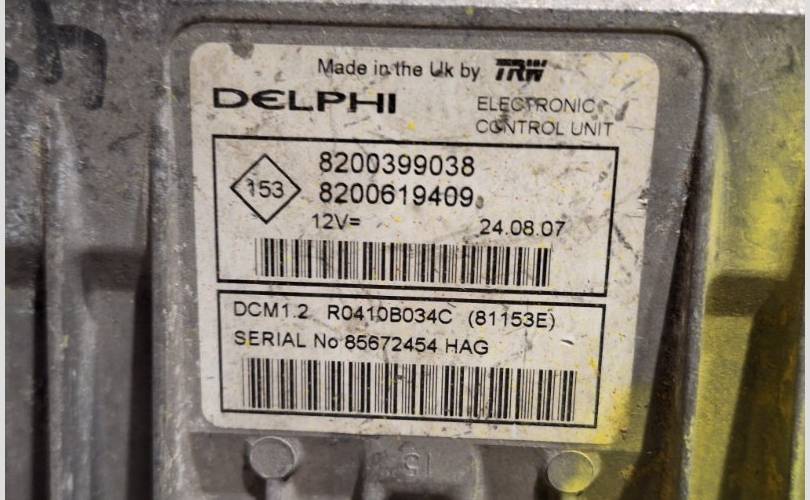 Made in the Uk by TRW
DELPHI
ELECTRONIC
CONTROL UNIT
153
8200399038
8200619409
12V=
24.08.07
DCM1.2 R0410B034C (81153E)
SERIAL No 85672454 HAG